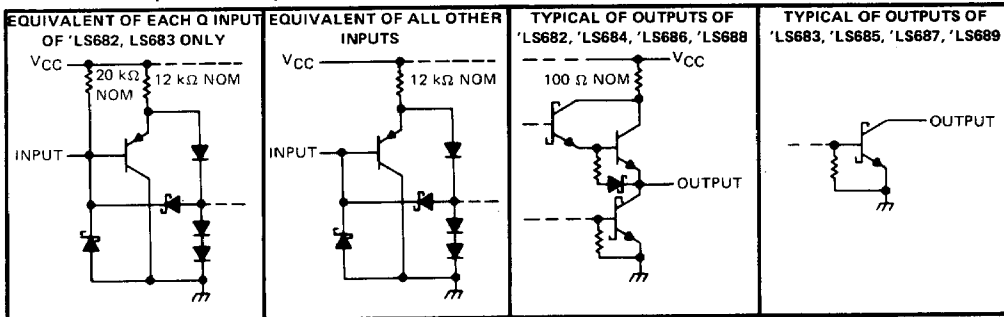 EQUIVALENT OF EACH Q INPUT
OF 'LS682, LS683 ONLY
VCC
20 kΩ
NOM
12 kΩ NOM
INPUT
EQUIVALENT OF ALL OTHER
INPUTS
VCC
12 kΩ NOM
INPUT
TYPICAL OF OUTPUTS OF
'LS682, 'LS684, 'LS686, 'LS688
VCC
100 Ω NOM
OUTPUT
TYPICAL OF OUTPUTS OF
'LS683, 'LS685, 'LS687, 'LS689
OUTPUT